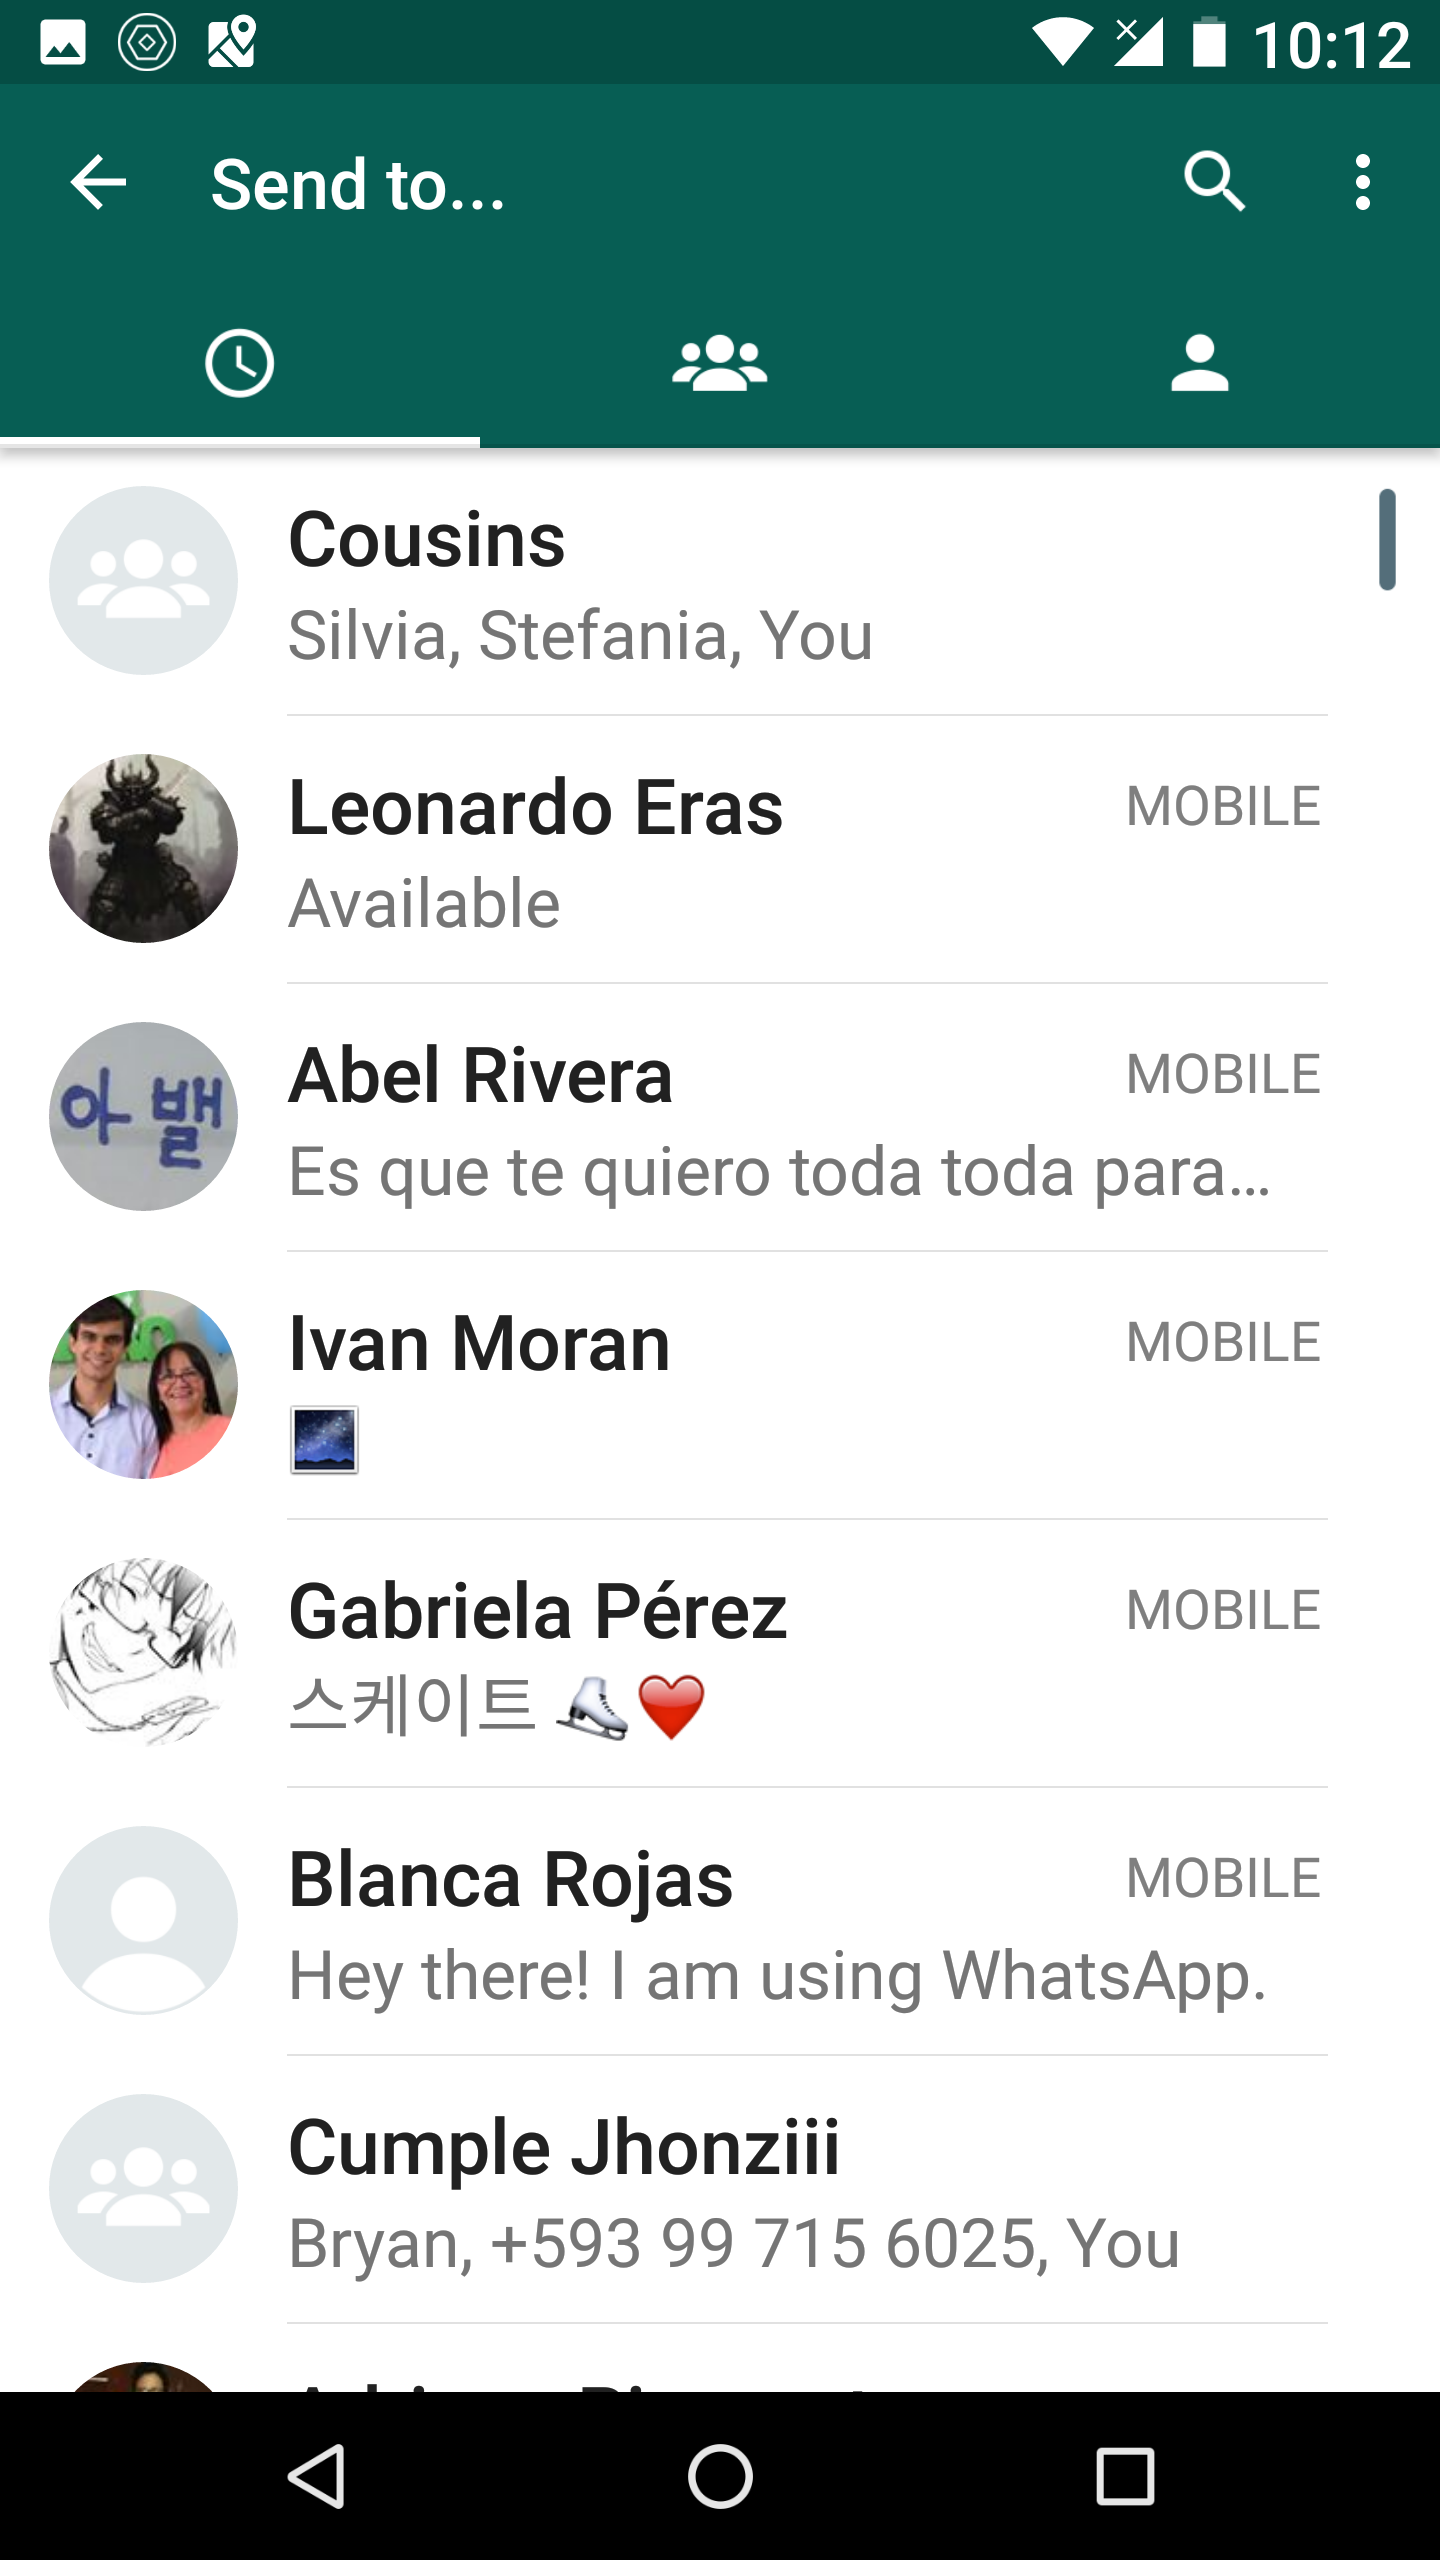 10:12
Send to...
Cousins
Silvia, Stefania, You
Leonardo Eras
MOBILE
Available
아 밸
Abel Rivera
MOBILE
Es que te quiero toda toda para...
Ivan Moran
MOBILE
🌌
Gabriela Pérez
MOBILE
스케이트 ⛸❤
Blanca Rojas
MOBILE
Hey there! I am using WhatsApp.
Cumple Jhonziii
Bryan, +593 99 715 6025, You